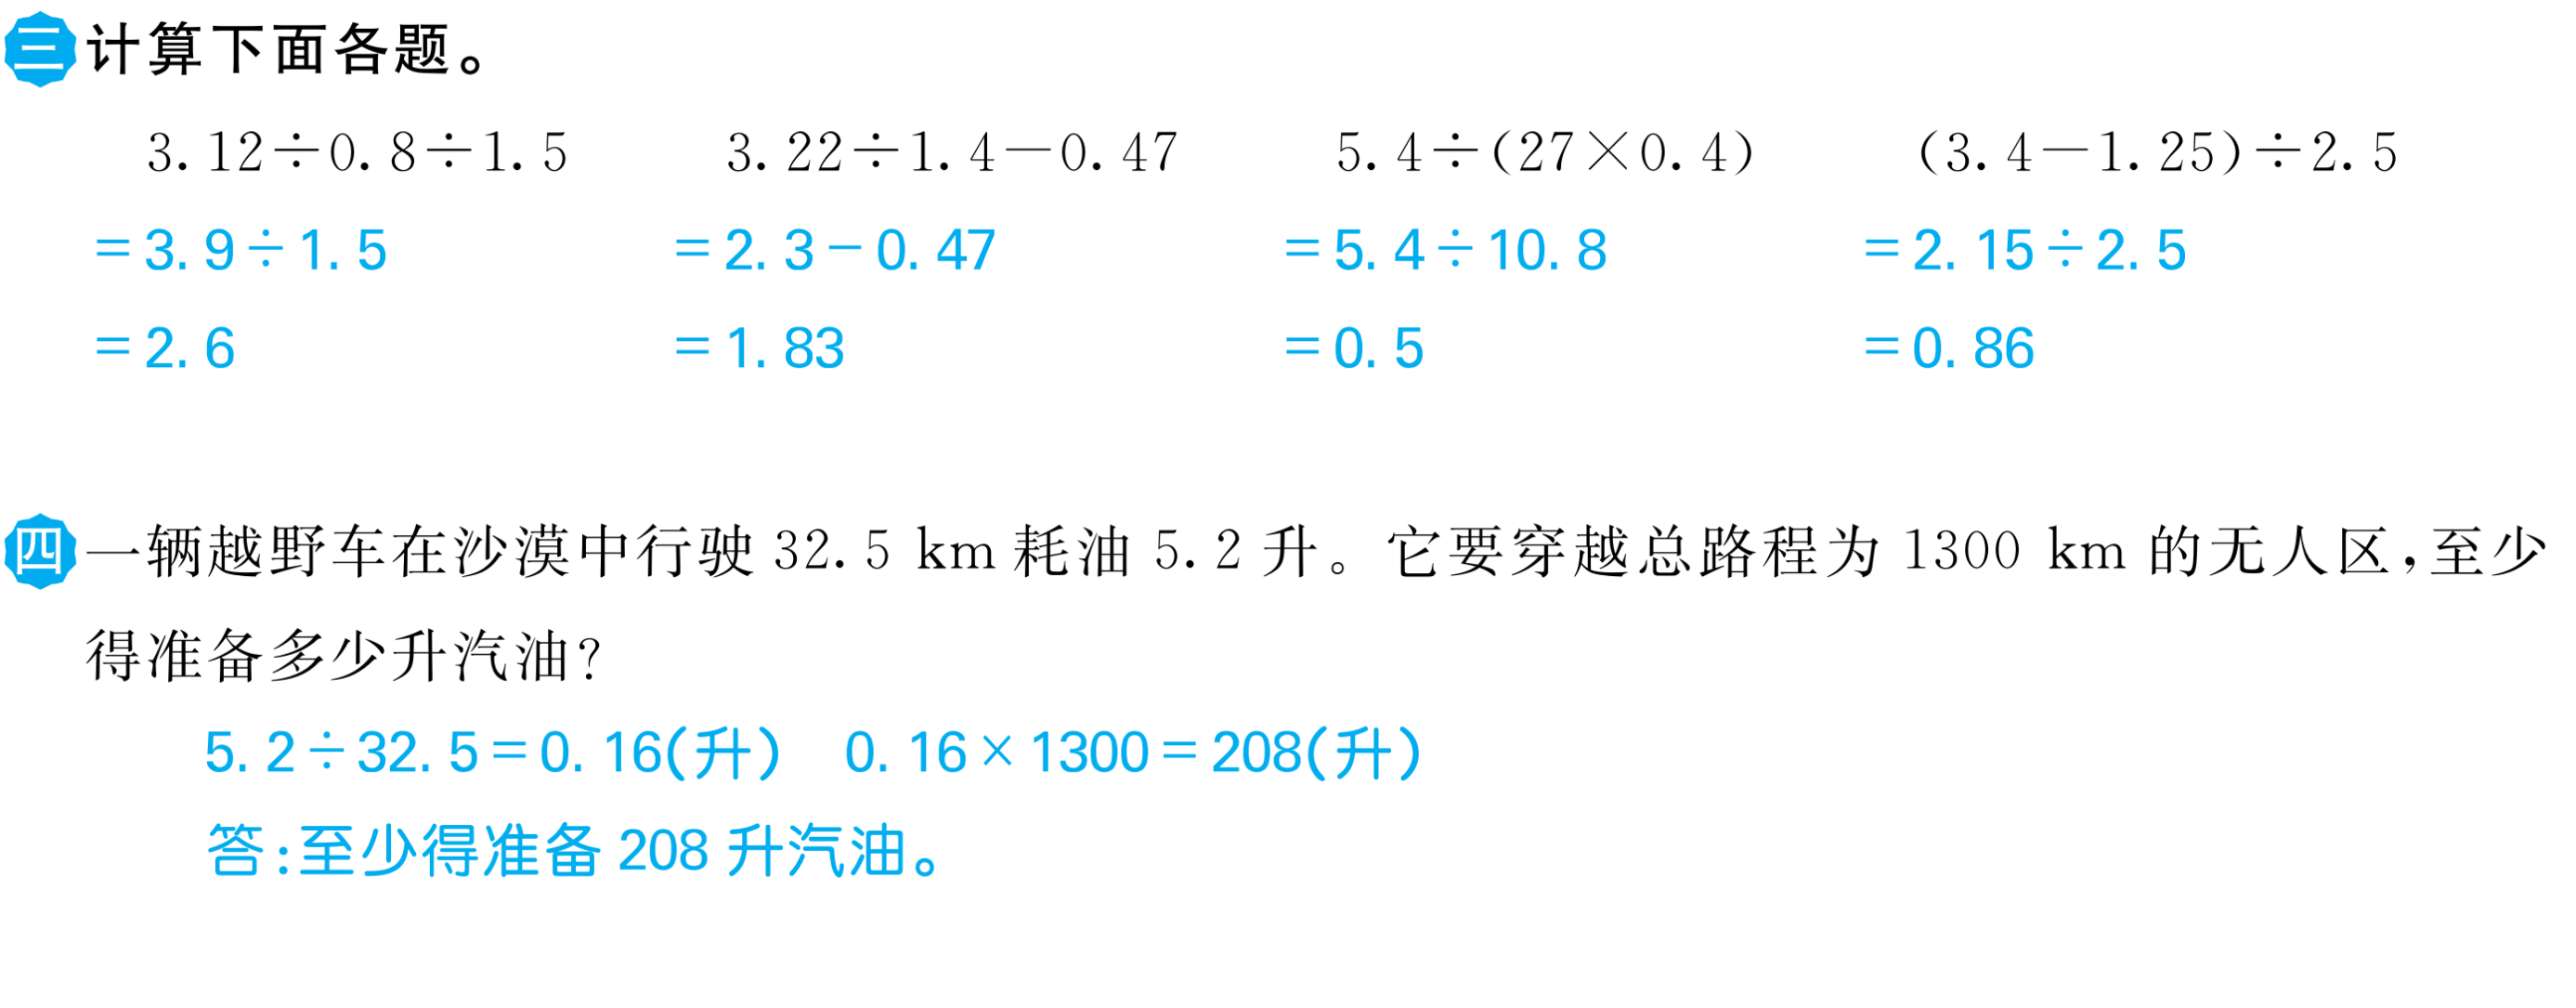 三 计算下面各题。
3.12÷0.8÷1.5 3.22÷1.4－0.47 5.4÷(27×0.4) (3.4－1.25)÷2.5
=3.9÷1.5 =2.3－0.47 =5.4÷10.8 =2.15÷2.5
=2.6 =1.83 =0.5 =0.86
四 一辆越野车在沙漠中行驶 32.5 km 耗油 5.2 升。它要穿越总路程为 1300 km 的无人区,至少
得准备多少升汽油?
5.2÷32.5=0.16(升) 0.16×1300=208(升)
答:至少得准备 208 升汽油。